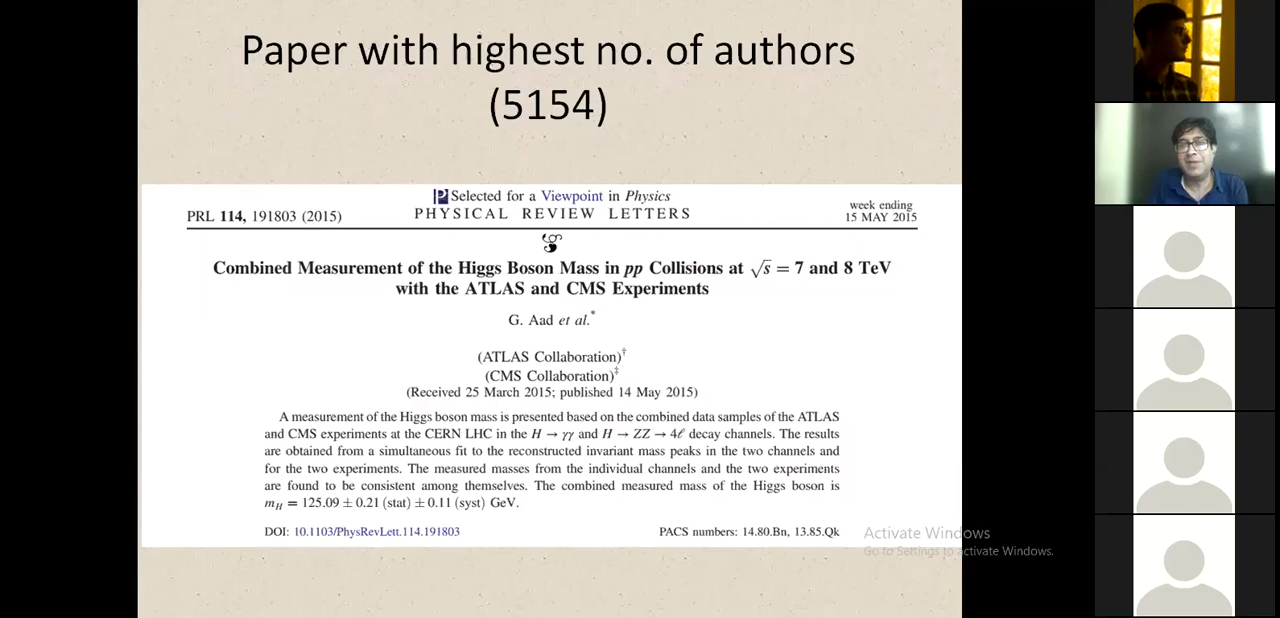 Paper with highest no. of authors
(5154)
Selected for a Viewpoint in Physics
PRL 114, 191803 (2015)
PHYSICAL REVIEW LETTERS
week ending
15 MAY 2015
Combined Measurement of the Higgs Boson Mass in pp Collisions at √s = 7 and 8 TeV
with the ATLAS and CMS Experiments
G. Aad et al.*
(ATLAS Collaboration)†
(CMS Collaboration)‡
(Received 25 March 2015; published 14 May 2015)
A measurement of the Higgs boson mass is presented based on the combined data samples of the ATLAS
and CMS experiments at the CERN LHC in the H → γγ and H → ZZ → 4ℓ decay channels. The results
are obtained from a simultaneous fit to the reconstructed invariant mass peaks in the two channels and
for the two experiments. The measured masses from the individual channels and the two experiments
are found to be consistent among themselves. The combined measured mass of the Higgs boson is
mH = 125.09 ± 0.21 (stat) ± 0.11 (syst) GeV.
DOI: 10.1103/PhysRevLett.114.191803
PACS numbers: 14.80.Bn, 13.85.Qk
Activate Windows
Go to Settings to activate Windows.